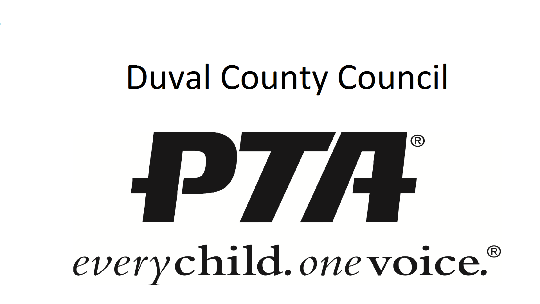 Duval County Council
PTA®
everychild. onevoice.®